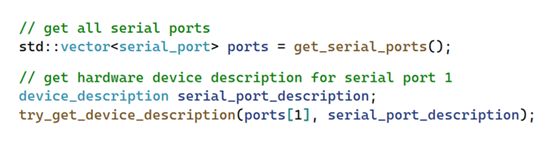 // get all serial ports
std::vector<serial_port> ports = get_serial_ports();
// get hardware device description for serial port 1
device_description serial_port_description;
try_get_device_description(ports[1], serial_port_description);